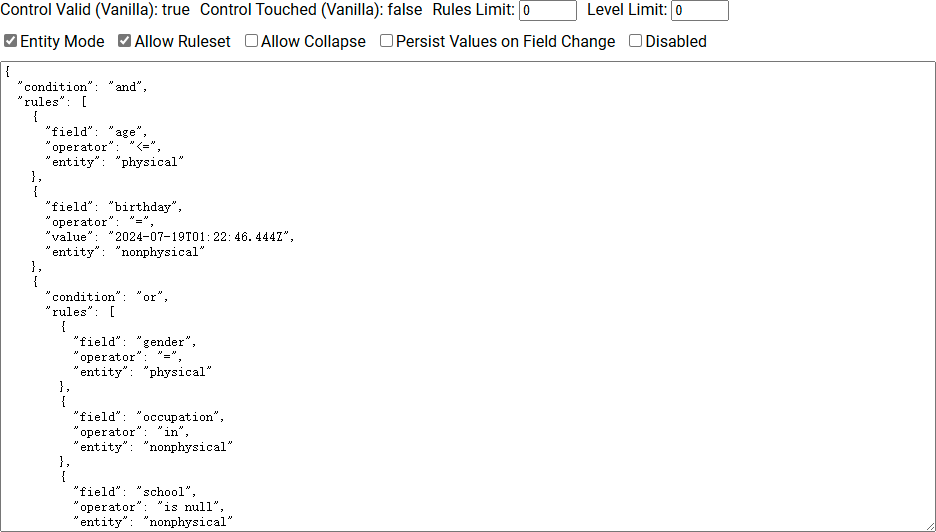 Control Valid (Vanilla): true Control Touched (Vanilla): false Rules Limit: 0 Level Limit: 0
Entity Mode Allow Ruleset Allow Collapse Persist Values on Field Change Disabled
{
  "condition": "and",
  "rules": [
    {
      "field": "age",
      "operator": "<=",
      "entity": "physical"
    },
    {
      "field": "birthday",
      "operator": "=",
      "value": "2024-07-19T01:22:46.444Z",
      "entity": "nonphysical"
    },
    {
      "condition": "or",
      "rules": [
        {
          "field": "gender",
          "operator": "=",
          "entity": "physical"
        },
        {
          "field": "occupation",
          "operator": "in",
          "entity": "nonphysical"
        },
        {
          "field": "school",
          "operator": "is null",
          "entity": "nonphysical"